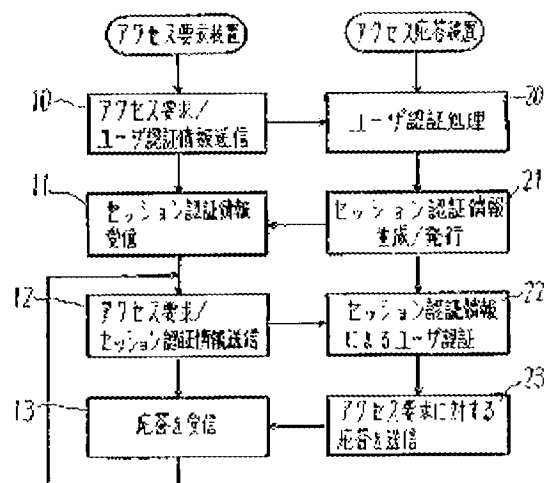 アクセス要求装置
アクセス応答装置
10
アクセス要求/
ユーザ認証情報送信
20
ユーザ認証処理
11
セッション認証情報
受信
21
セッション認証情報
生成/発行
12
アクセス要求/
セッション認証情報送信
22
セッション認証情報
によるユーザ認証
13
応答を受信
23
アクセス要求に対する
応答を送信